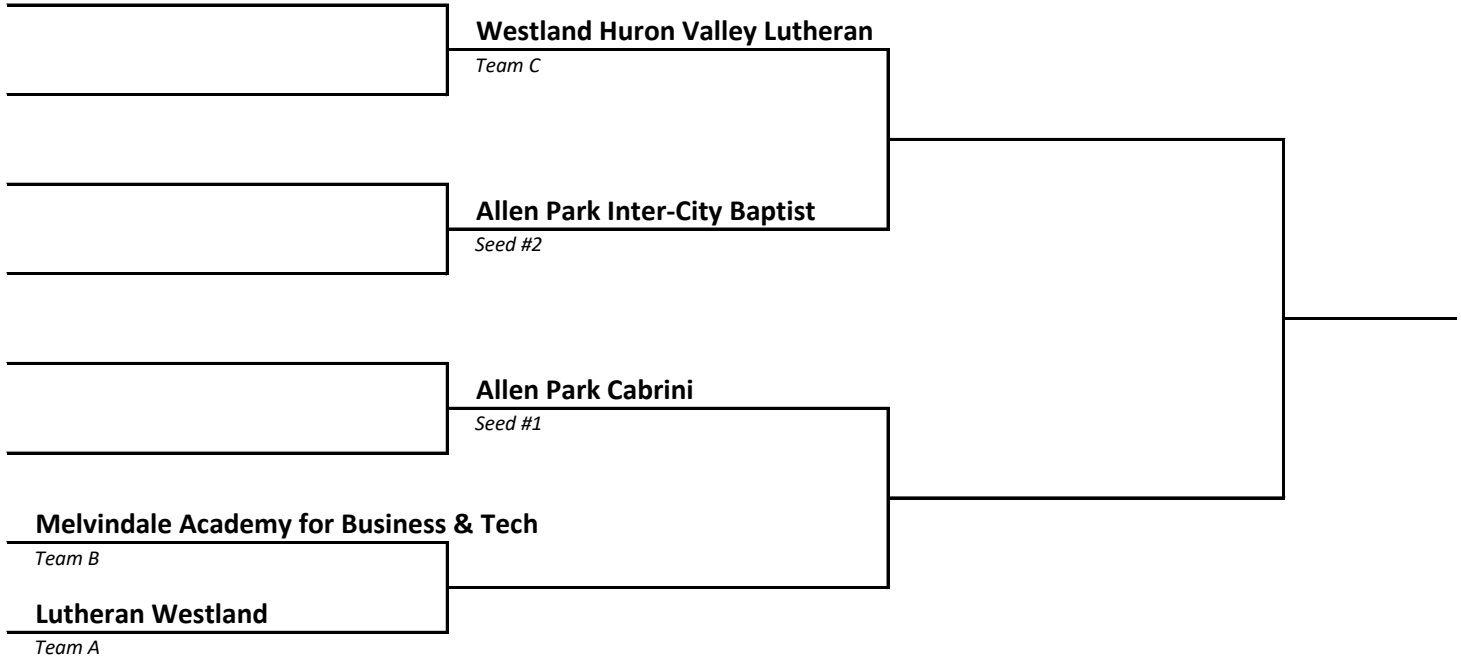 Westland Huron Valley Lutheran
Team C
Allen Park Inter-City Baptist
Seed #2
Allen Park Cabrini
Seed #1
Melvindale Academy for Business & Tech
Team B
Lutheran Westland
Team A